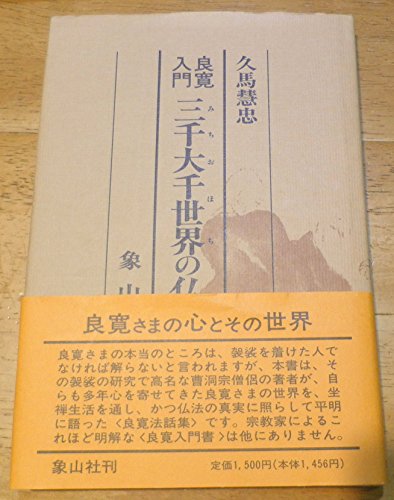 久馬慧忠
良寛
入門
三千大千世界の仏
みちおほち
象山
良寛さまの心とその世界
良寛さまの本当のところは、袈裟を着けた人で
なければ解らないと言われますが、本書は、そ
の袈裟の研究で高名な曹洞宗僧侶の著者が、自
らも多年心を寄せてきた良寛さまの世界を、坐
禅生活を通し、かつ仏法の真実に照らして平明
に語った〈良寛法話集〉です。宗教家によるこ
れほど明解な〈良寛入門書〉は他にありません。
象山社刊
定価1,500円(本体1,456円)